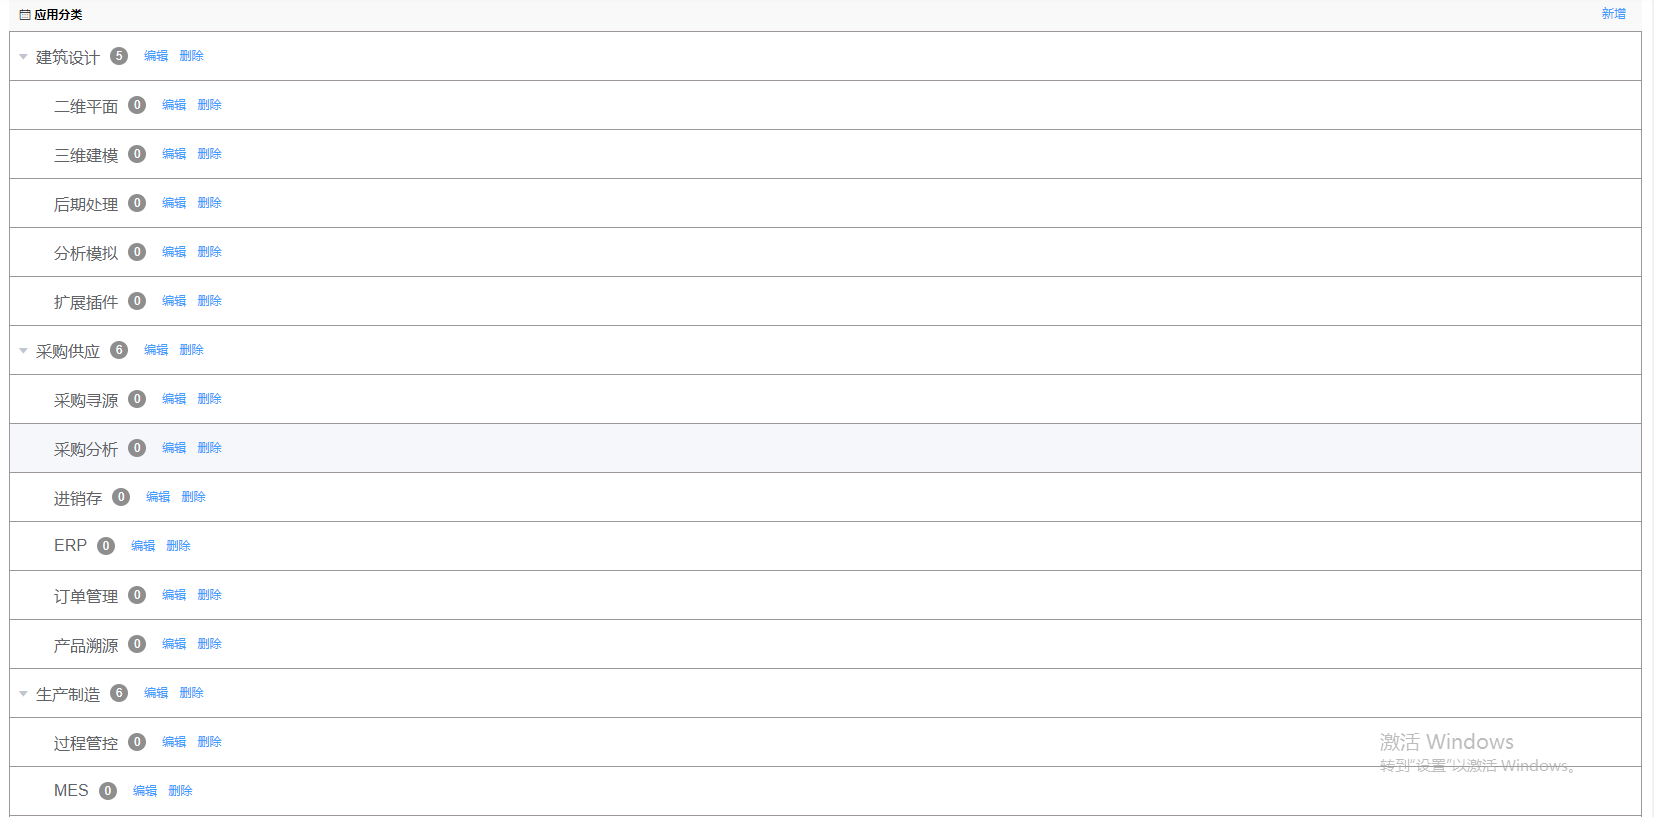 应用分类 新增
建筑设计 5 编辑 删除
二维平面 0 编辑 删除
三维建模 0 编辑 删除
后期处理 0 编辑 删除
分析模拟 0 编辑 删除
扩展插件 0 编辑 删除
采购供应 6 编辑 删除
采购寻源 0 编辑 删除
采购分析 0 编辑 删除
进销存 0 编辑 删除
ERP 0 编辑 删除
订单管理 0 编辑 删除
产品溯源 0 编辑 删除
生产制造 6 编辑 删除
过程管控 0 编辑 删除
激活 Windows
转到"设置"以激活 Windows。
MES 0 编辑 删除